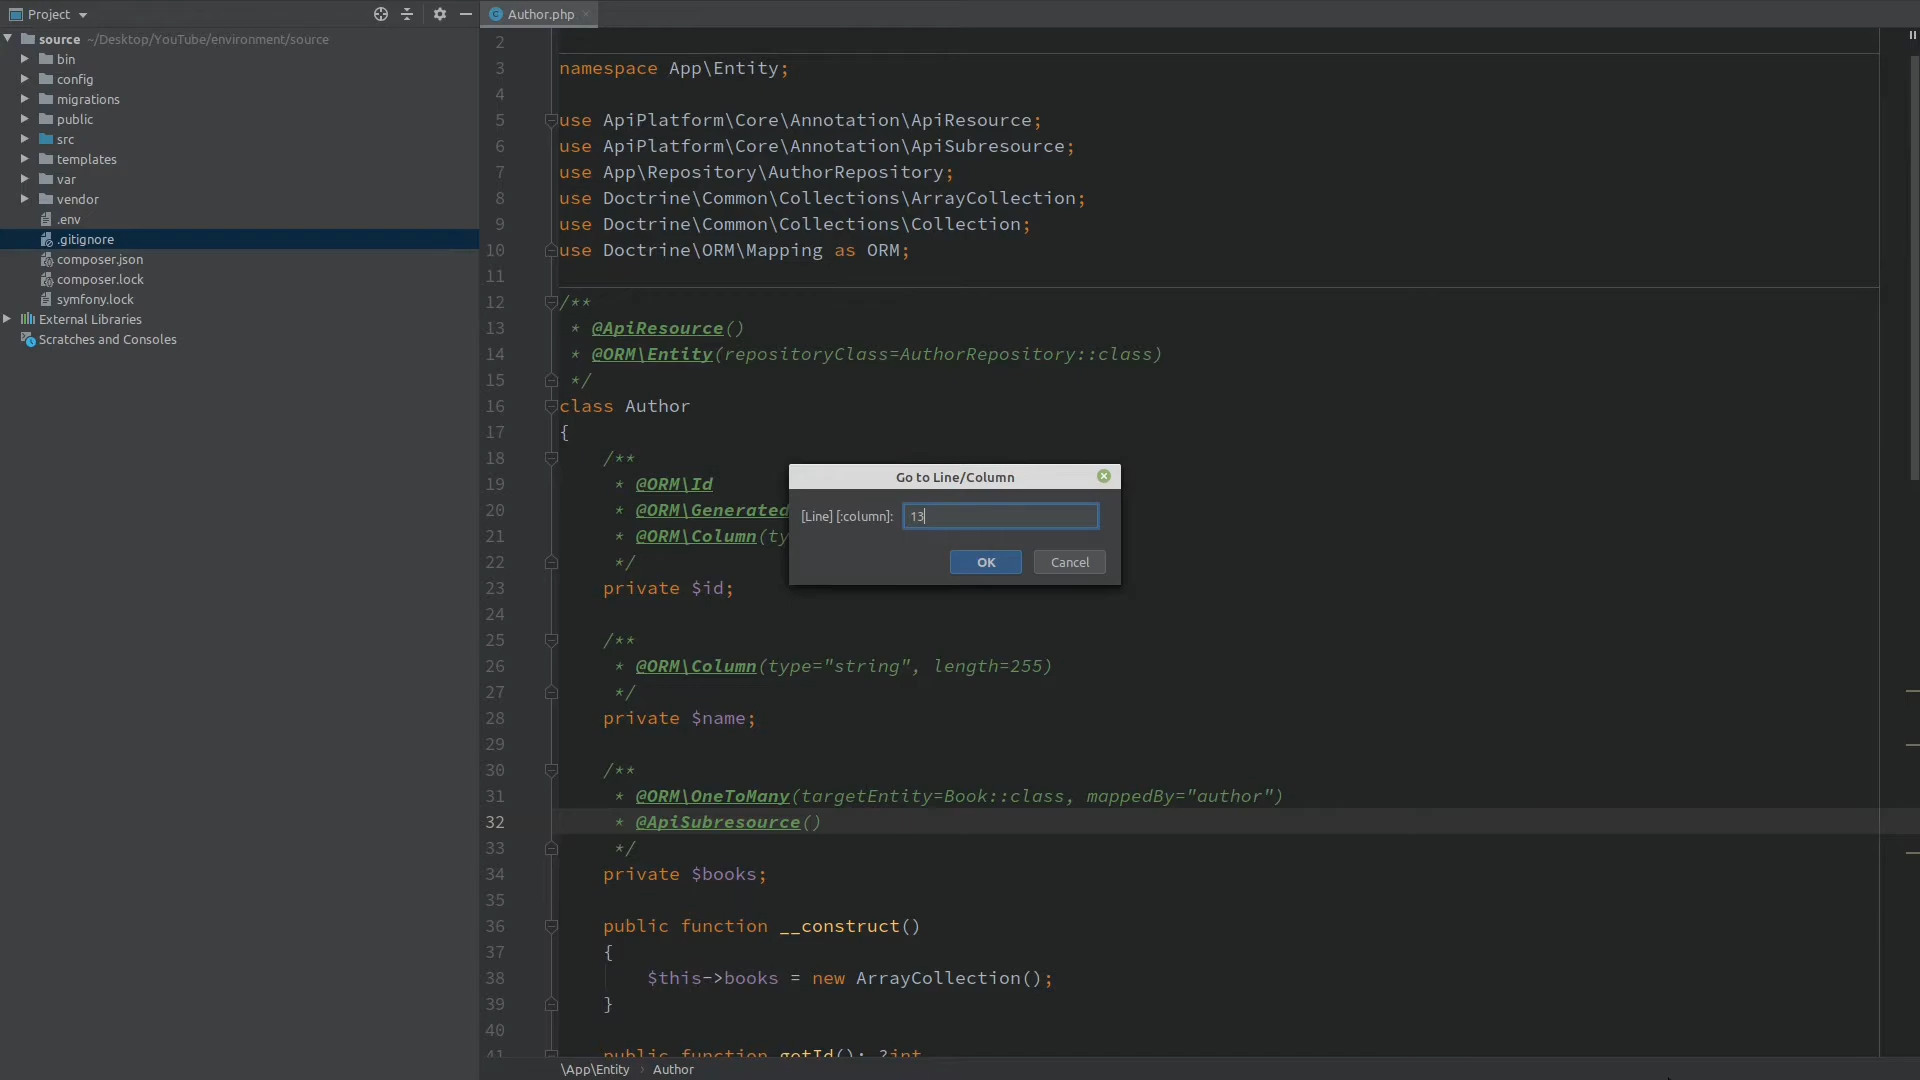 Project
source ~/Desktop/YouTube/environment/source
bin
config
migrations
public
src
templates
var
vendor
.env
.gitignore
composer.json
composer.lock
symfony.lock
External Libraries
Scratches and Consoles
Author.php
2
3 namespace App\Entity;
4
5 use ApiPlatform\Core\Annotation\ApiResource;
6 use ApiPlatform\Core\Annotation\ApiSubresource;
7 use App\Repository\AuthorRepository;
8 use Doctrine\Common\Collections\ArrayCollection;
9 use Doctrine\Common\Collections\Collection;
10 use Doctrine\ORM\Mapping as ORM;
11
12 /**
13 * @ApiResource()
14 * @ORM\Entity(repositoryClass=AuthorRepository::class)
15 */
16 class Author
17 {
18 /**
19 * @ORM\Id
20 * @ORM\Generated
21 * @ORM\Column(ty
22 */
23 private $id;
24
25 /**
26 * @ORM\Column(type="string", length=255)
27 */
28 private $name;
29
30 /**
31 * @ORM\OneToMany(targetEntity=Book::class, mappedBy="author")
32 * @ApiSubresource()
33 */
34 private $books;
35
36 public function __construct()
37 {
38 $this->books = new ArrayCollection();
39 }
40
41 public function getId(): ?int
Go to Line/Column
[Line] [:column]: 13
OK Cancel
\App\Entity › Author